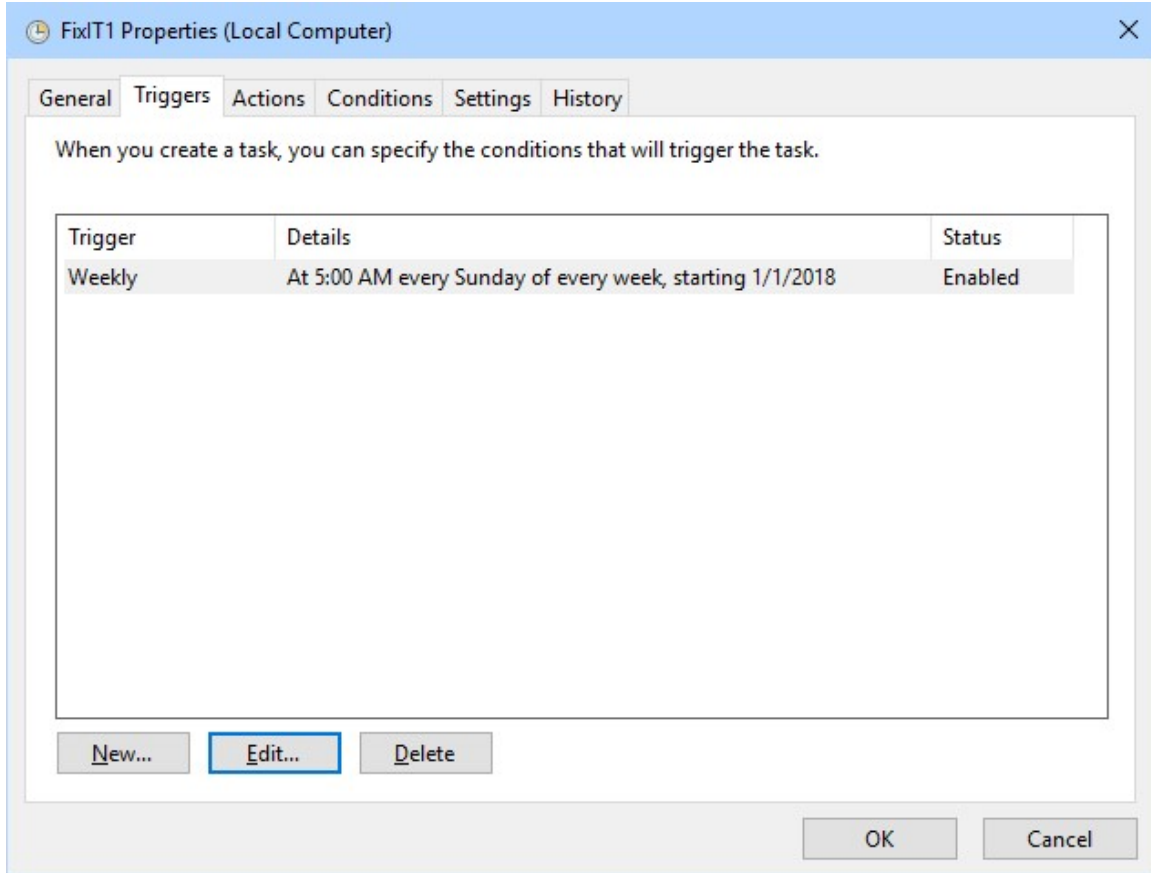 FixIT1 Properties (Local Computer)
General Triggers Actions Conditions Settings History
When you create a task, you can specify the conditions that will trigger the task.
Trigger Details Status
Weekly At 5:00 AM every Sunday of every week, starting 1/1/2018 Enabled
New... Edit... Delete
OK Cancel